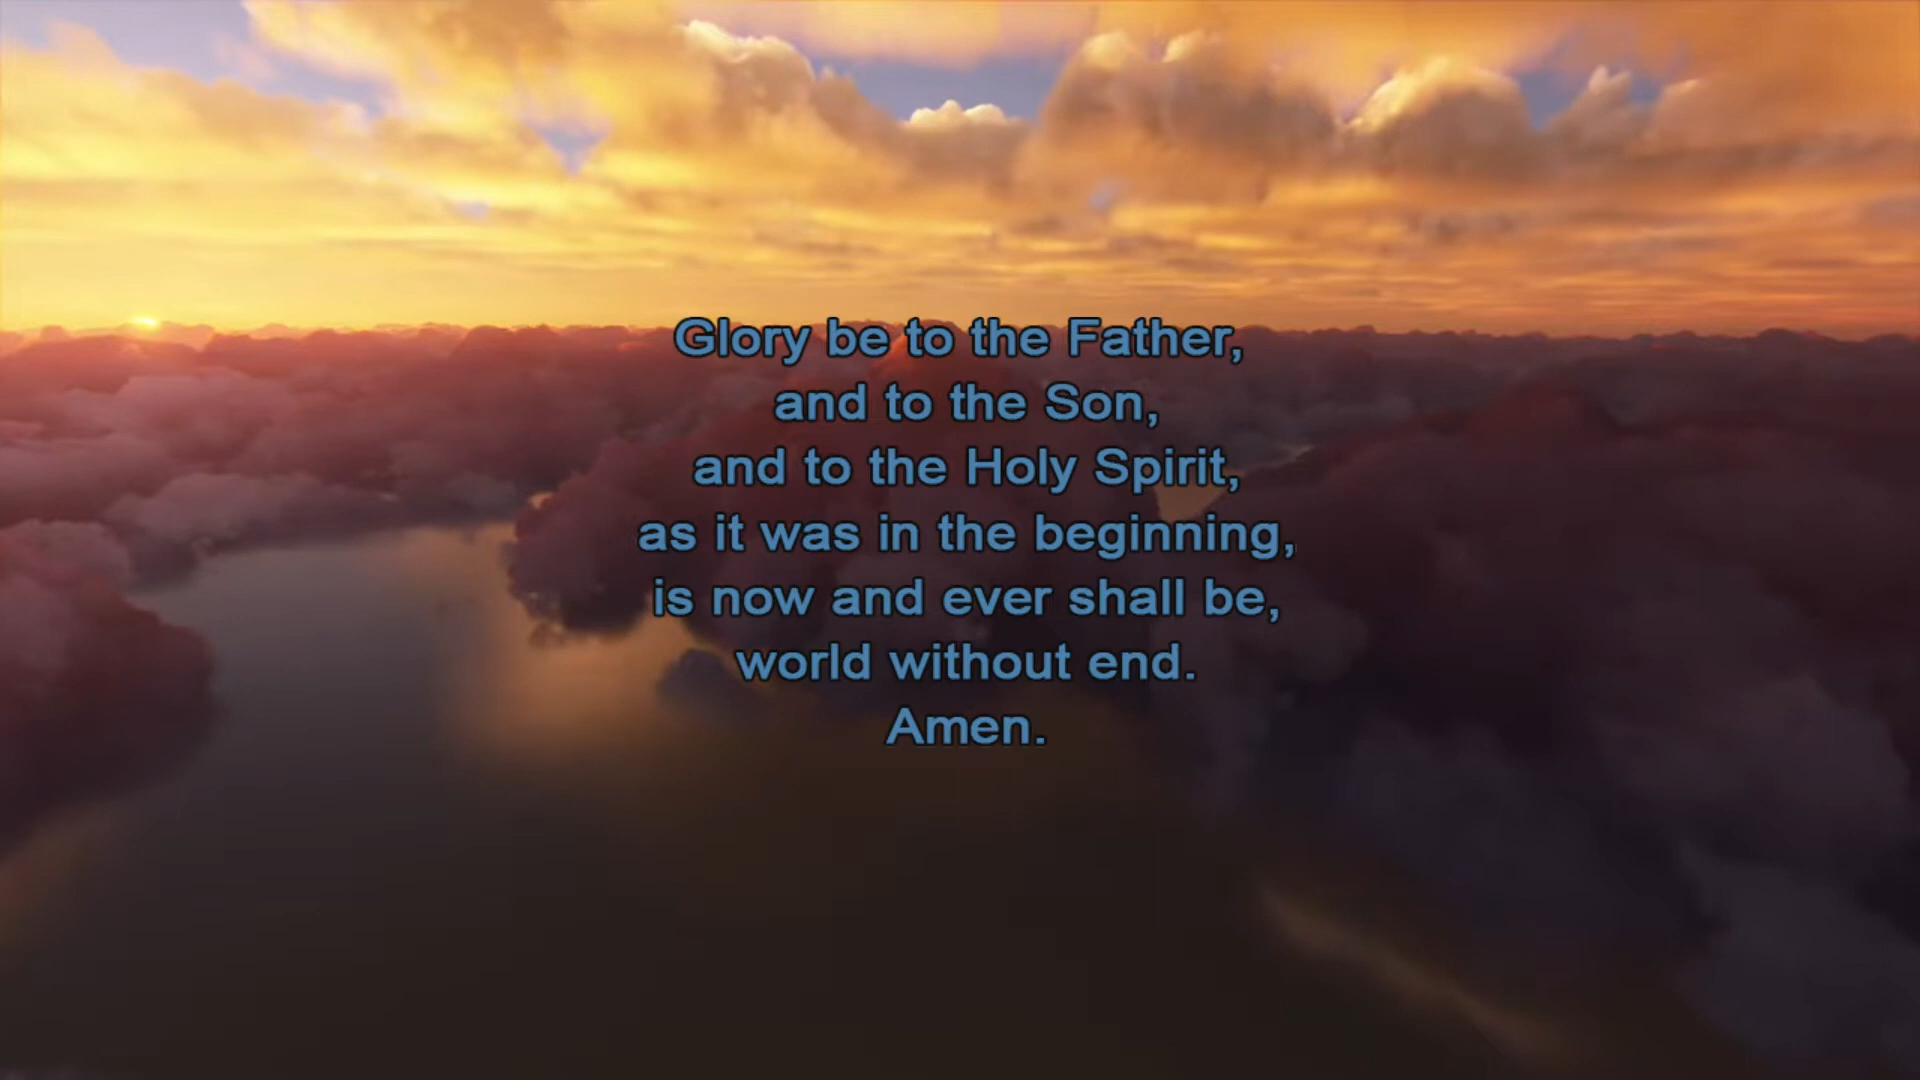 Glory be to the Father,
and to the Son,
and to the Holy Spirit,
as it was in the beginning,
is now and ever shall be,
world without end.
Amen.